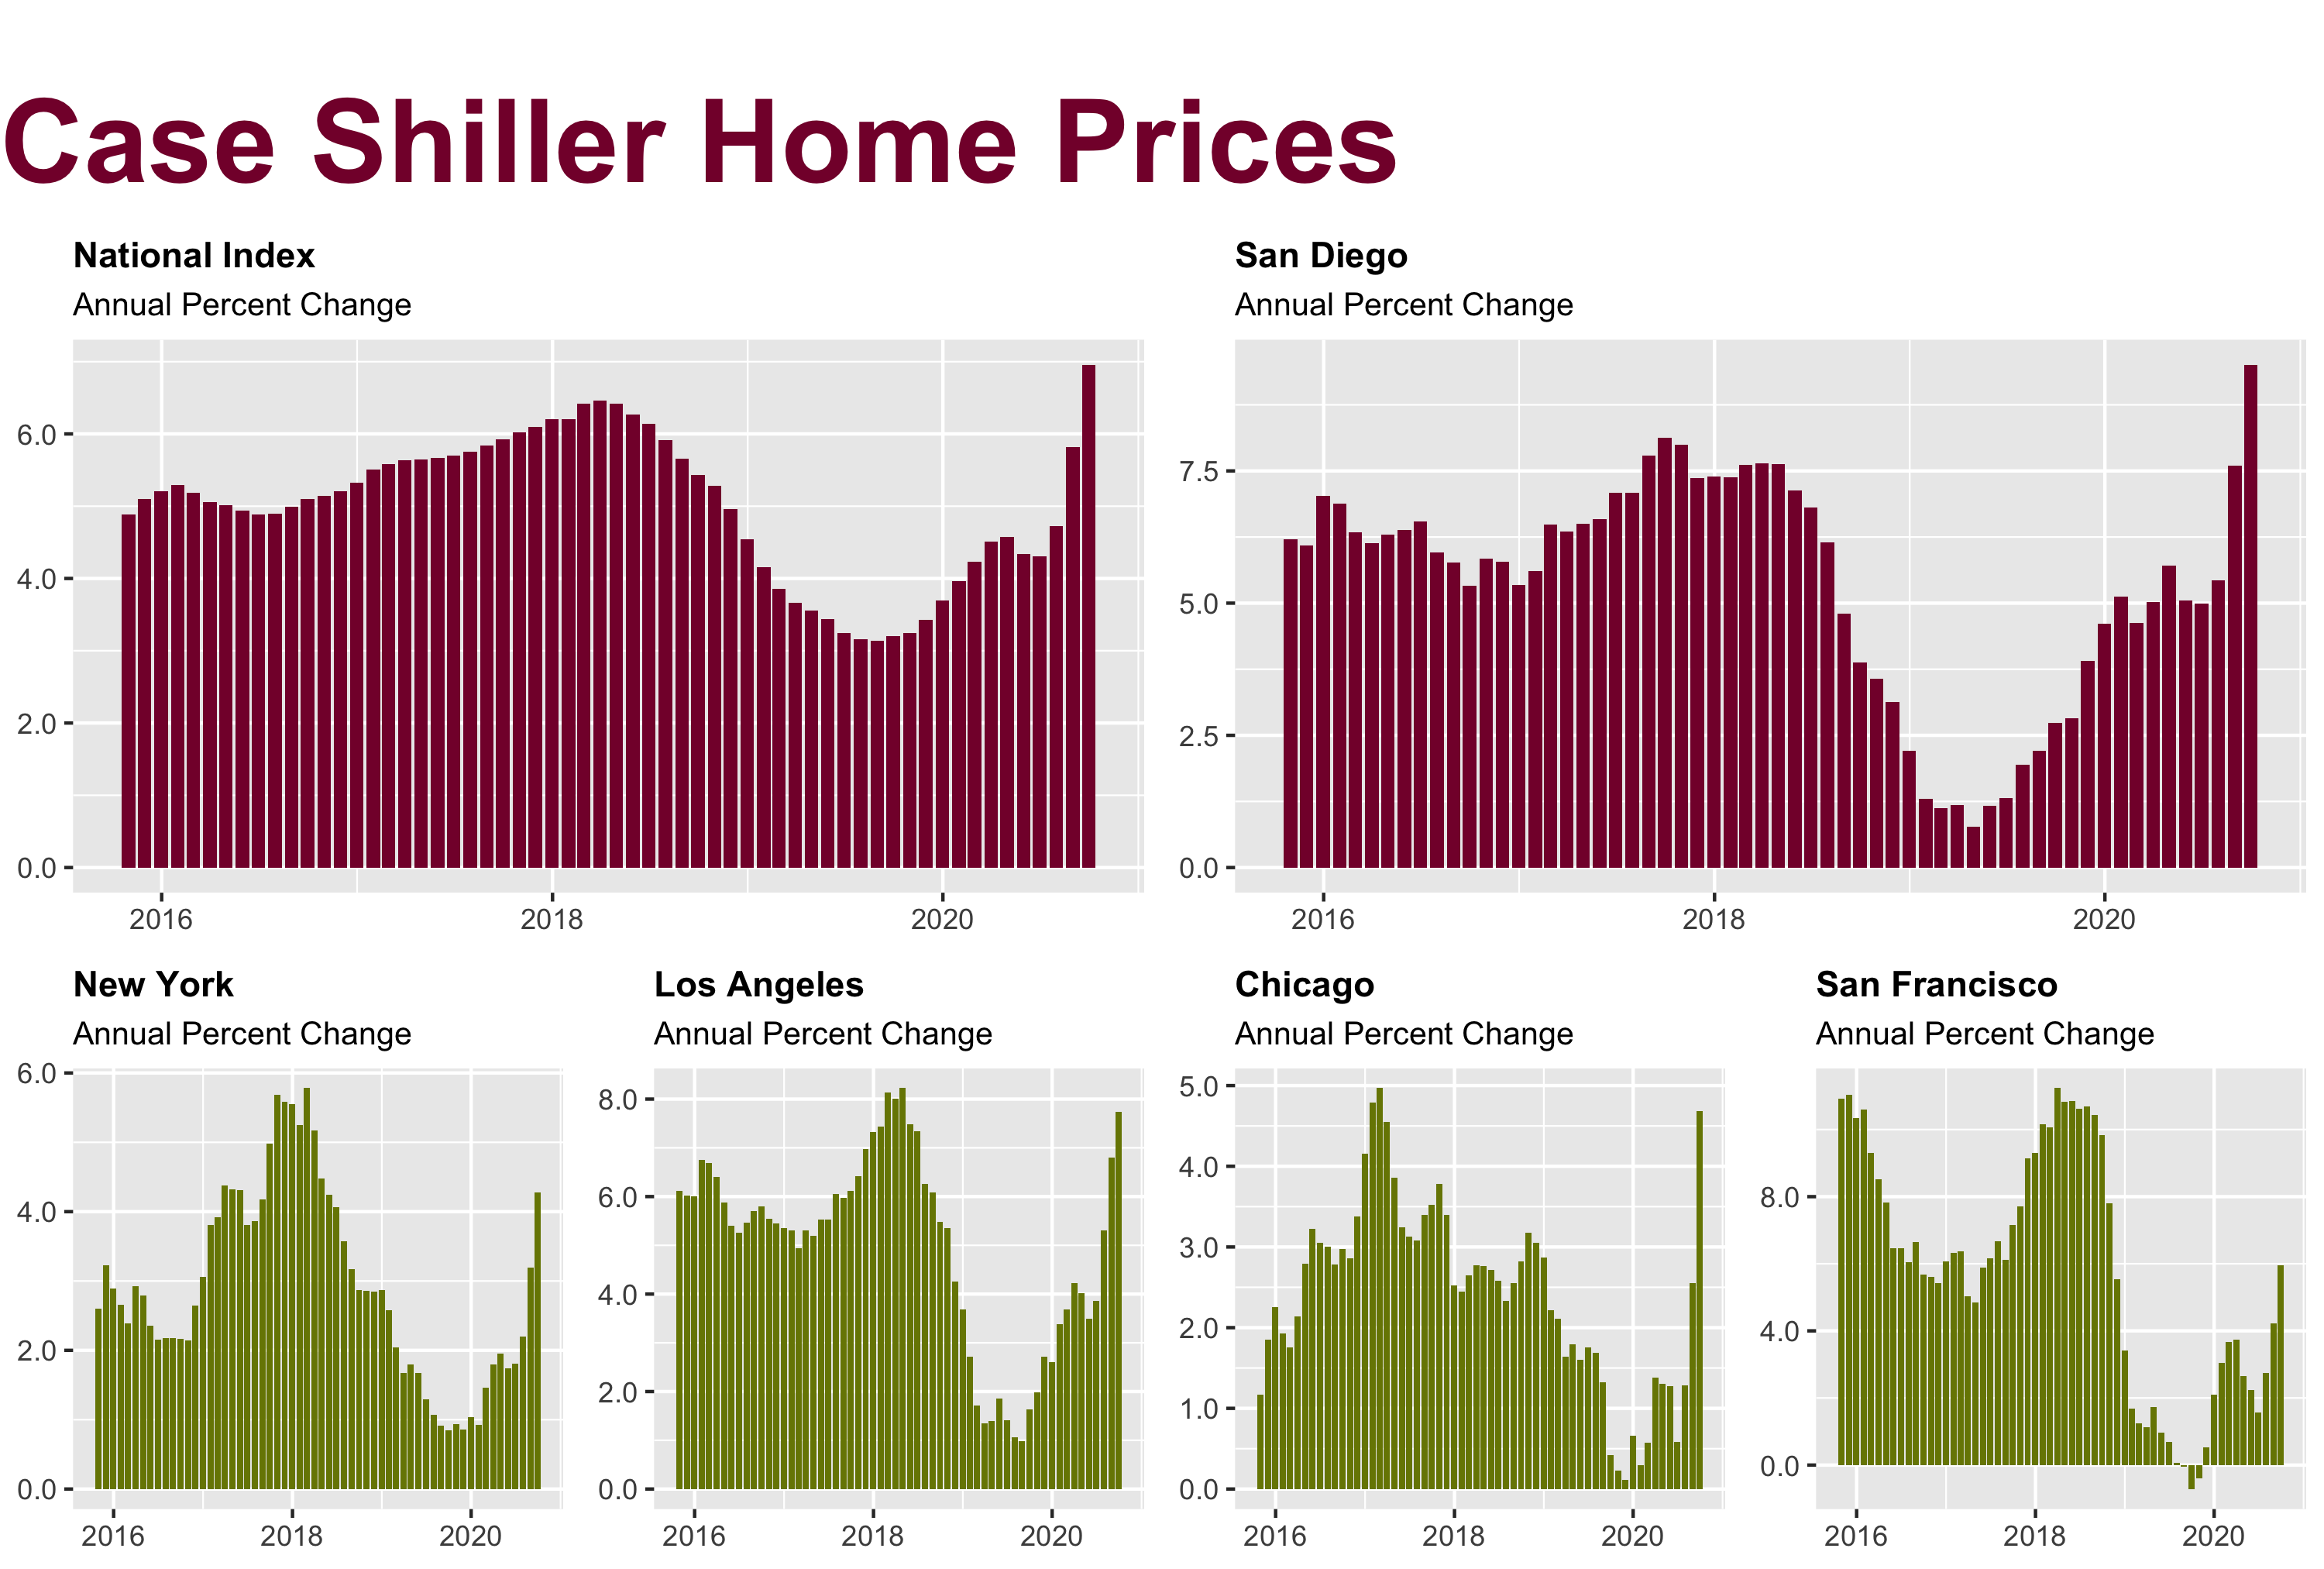 Case Shiller Home Prices
National Index
Annual Percent Change
6.0
4.0
2.0
0.0
2016 2018 2020
San Diego
Annual Percent Change
7.5
5.0
2.5
0.0
2016 2018 2020
New York
Annual Percent Change
6.0
4.0
2.0
0.0
2016 2018 2020
Los Angeles
Annual Percent Change
8.0
6.0
4.0
2.0
0.0
2016 2018 2020
Chicago
Annual Percent Change
5.0
4.0
3.0
2.0
1.0
0.0
2016 2018 2020
San Francisco
Annual Percent Change
8.0
4.0
0.0
2016 2018 2020